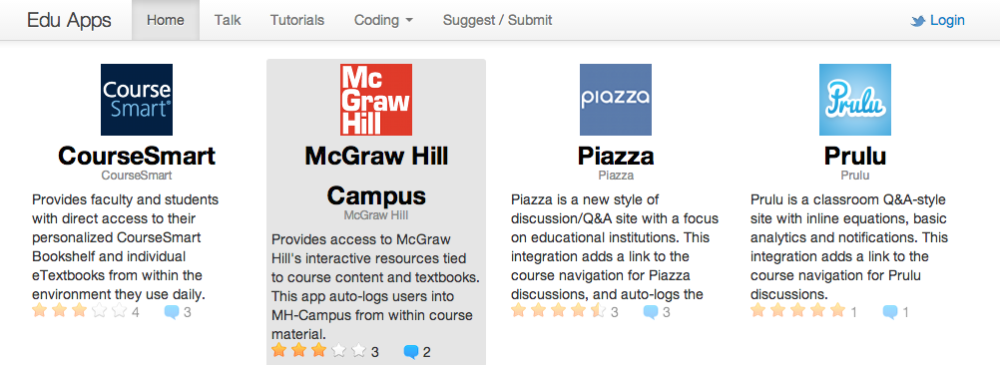 Edu Apps Home Talk Tutorials Coding Suggest / Submit Login
Course
Smart®
CourseSmart
CourseSmart
Provides faculty and students
with direct access to their
personalized CourseSmart
Bookshelf and individual
eTextbooks from within the
environment they use daily.
4 3
Mc
Graw
Hill
McGraw Hill
Campus
McGraw Hill
Provides access to McGraw
Hill's interactive resources tied
to course content and textbooks.
This app auto-logs users into
MH-Campus from within course
material.
3 2
piazza
Piazza
Piazza
Piazza is a new style of
discussion/Q&A site with a focus
on educational institutions. This
integration adds a link to the
course navigation for Piazza
discussions, and auto-logs the
3 3
Prulu
Prulu
Prulu
Prulu is a classroom Q&A-style
site with inline equations, basic
analytics and notifications. This
integration adds a link to the
course navigation for Prulu
discussions.
1 1